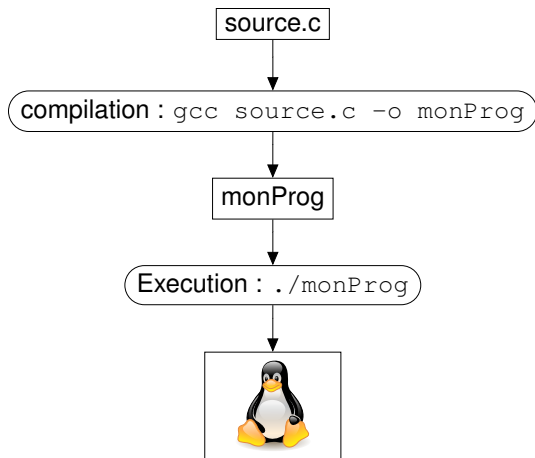 source.c
compilation : gcc source.c -o monProg
monProg
Execution : ./monProg